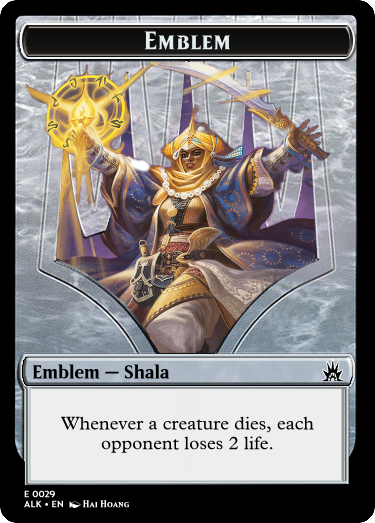 EMBLEM
Emblem — Shala
Whenever a creature dies, each
opponent loses 2 life.
E 0029
ALK • EN HAI HOANG